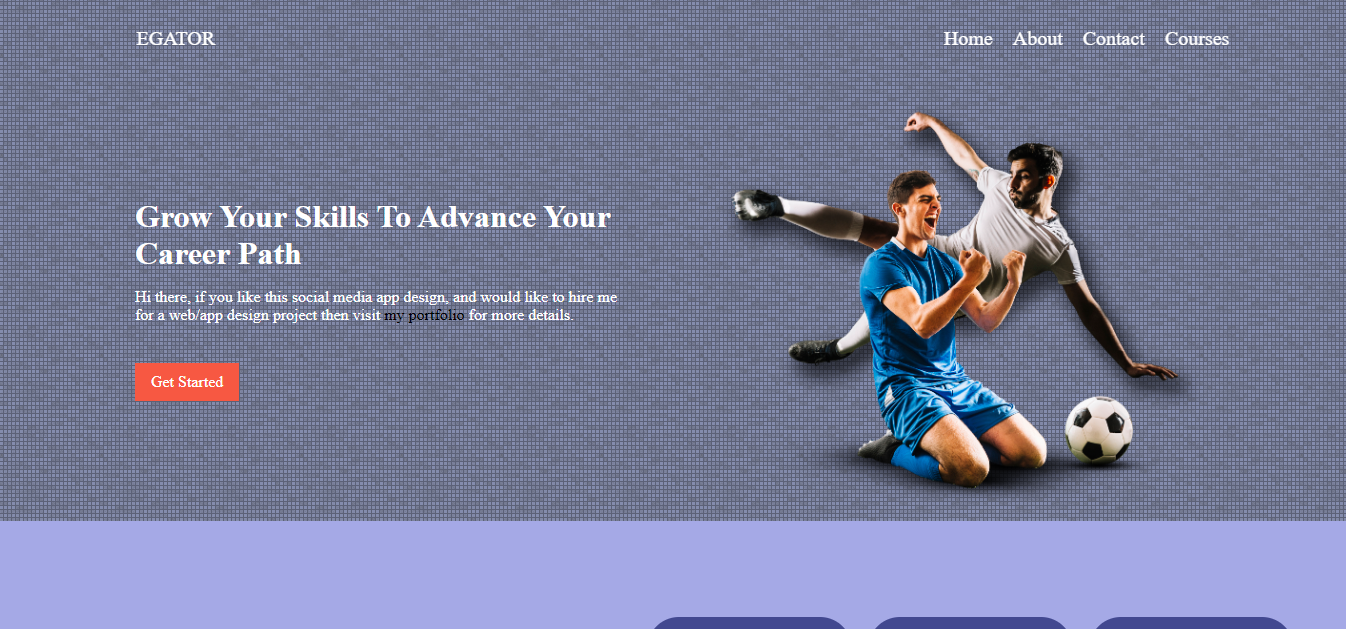 EGATOR
Home About Contact Courses
Grow Your Skills To Advance Your
Career Path
Hi there, if you like this social media app design, and would like to hire me
for a web/app design project then visit my portfolio for more details.
Get Started